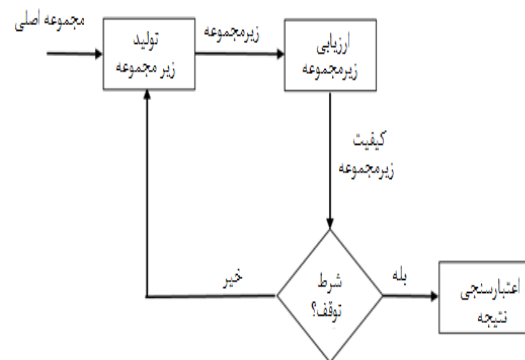 مجموعه اصلی
تولید
زیر مجموعه
زیرمجموعه
ارزیابی
زیرمجموعه
کیفیت
زیرمجموعه
شرط
توقف؟
خیر
بله
اعتبارسنجی
نتیجه